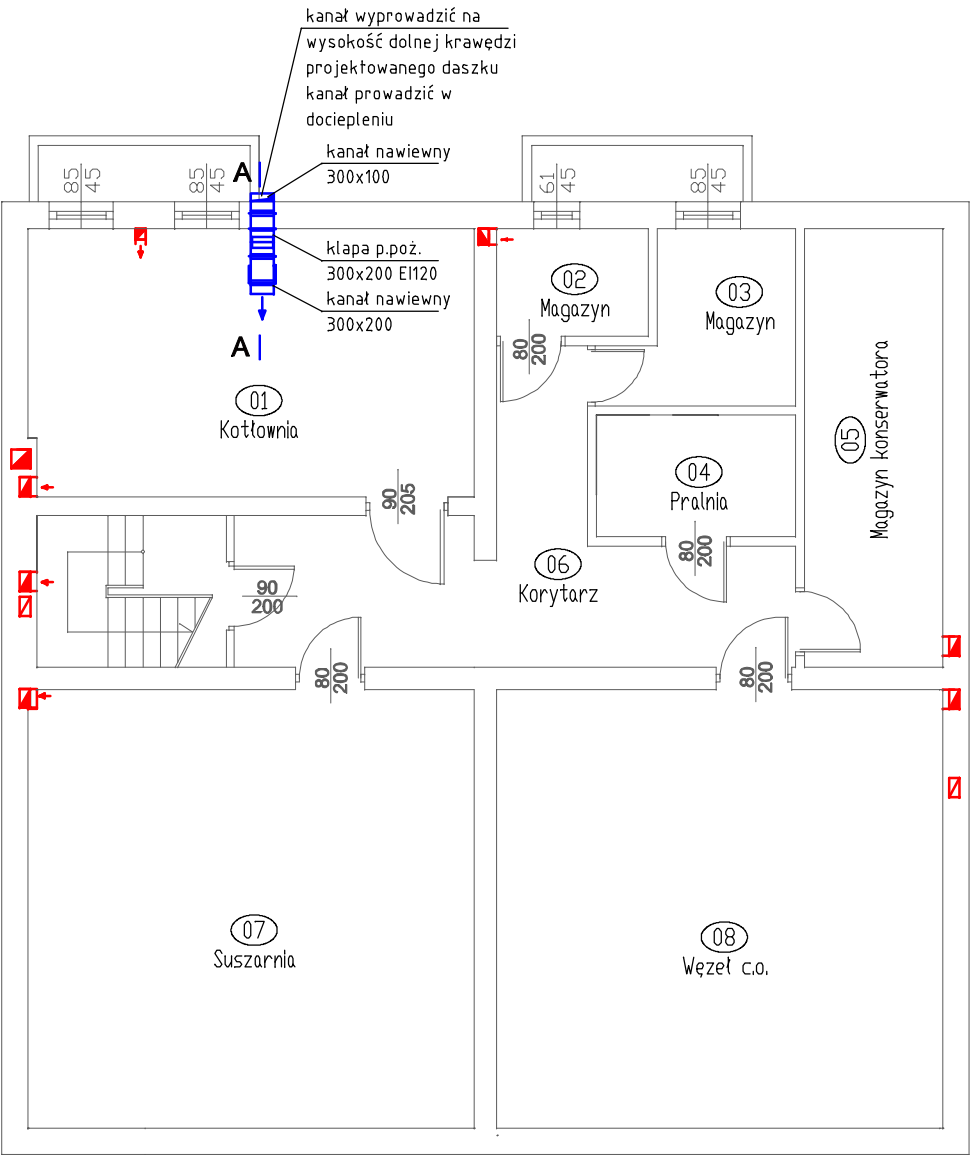 kanał wyprowadzić na
wysokość dolnej krawędzi
projektowanego daszku
kanał prowadzić w
dociepleniu
kanał nawiewny
300x100
A
85
45
85
45
61
45
85
45
klapa p.poż.
300x200 EI120
kanał nawiewny
300x200
A
01
Kotłownia
02
Magazyn
03
Magazyn
80
200
04
Pralnia
05
Magazyn konserwatora
90
205
80
200
06
Korytarz
90
200
80
200
80
200
07
Suszarnia
08
Węzeł c.o.